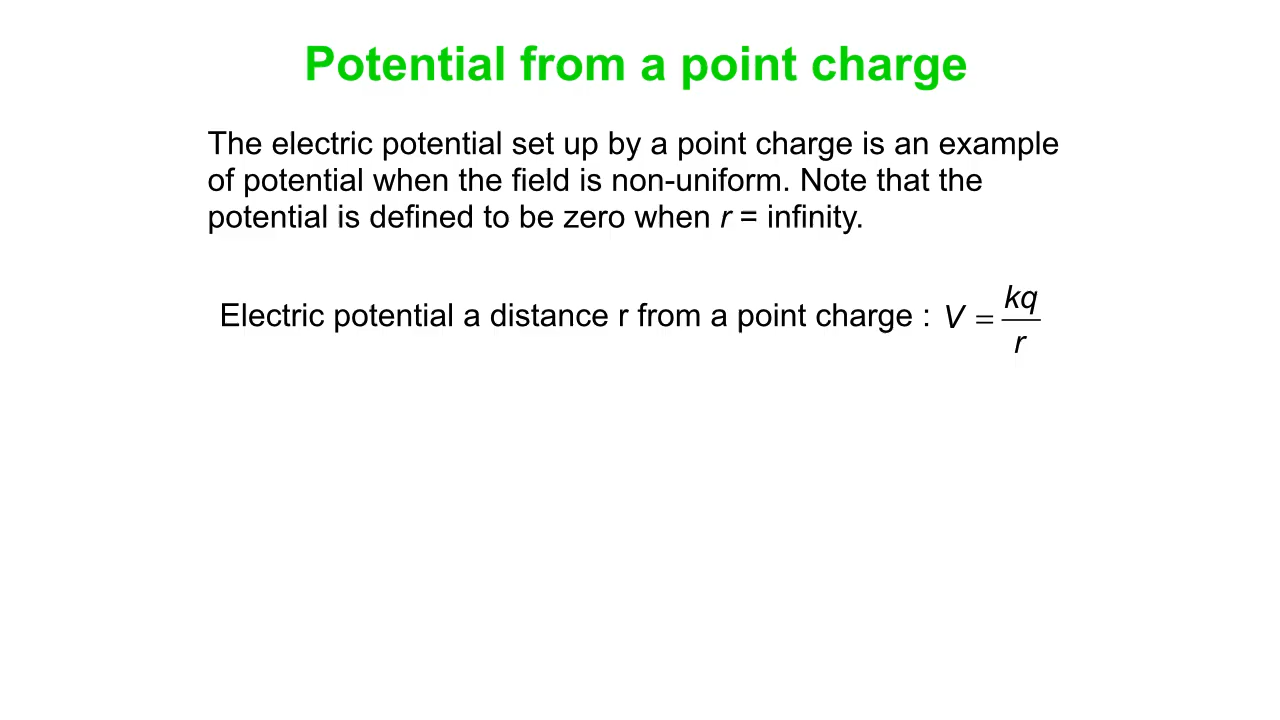 Potential from a point charge
The electric potential set up by a point charge is an example
of potential when the field is non-uniform. Note that the
potential is defined to be zero when r = infinity.
Electric potential a distance r from a point charge : V = kq/r